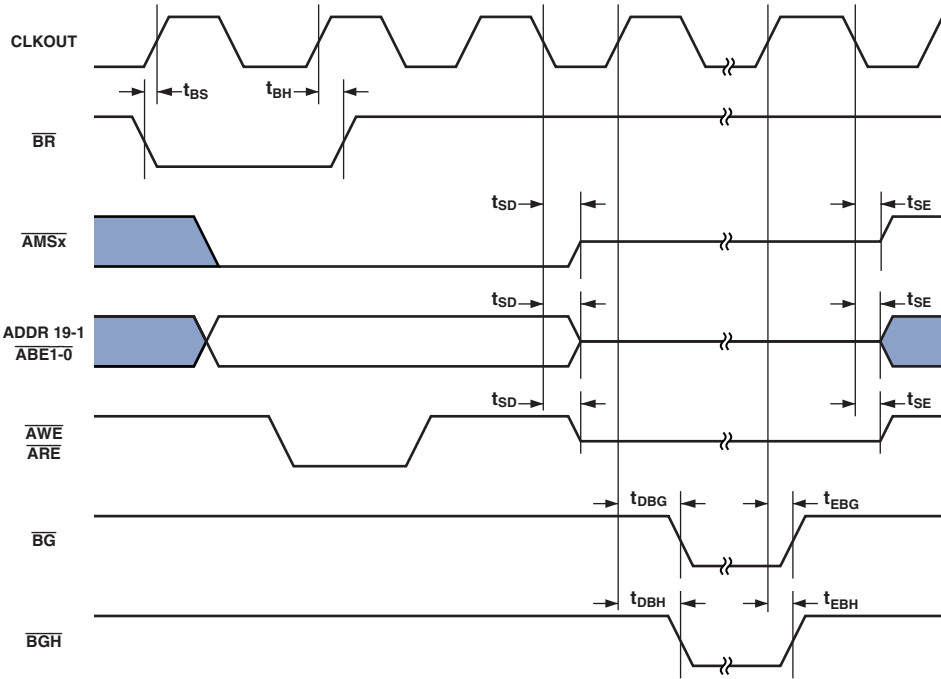 CLKOUT
tBS
tBH
BR
tSD
tSE
AMSx
tSD
tSE
ADDR 19-1
ABE1-0
tSD
tSE
AWE
ARE
tDBG
tEBG
BG
tDBH
tEBH
BGH